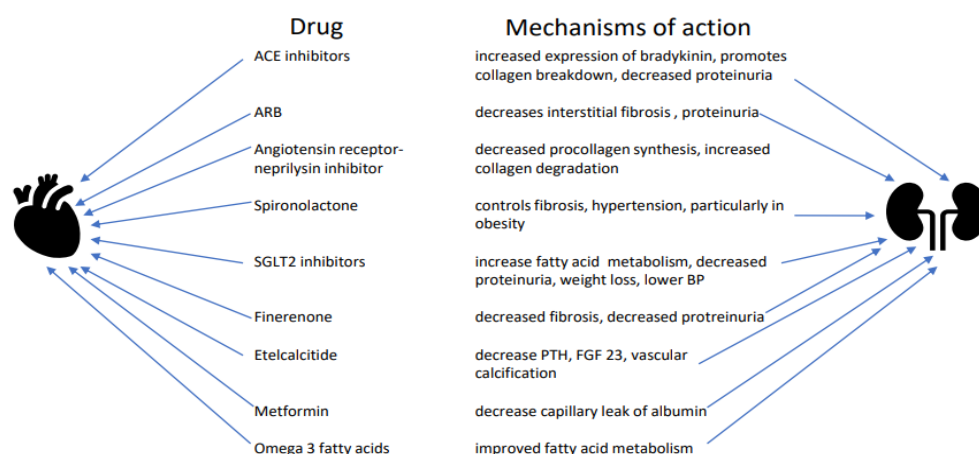 Drug
Mechanisms of action
ACE inhibitors
increased expression of bradykinin, promotes
collagen breakdown, decreased proteinuria
ARB
decreases interstitial fibrosis , proteinuria
Angiotensin receptor-
neprilysin inhibitor
decreased procollagen synthesis, increased
collagen degradation
Spironolactone
controls fibrosis, hypertension, particularly in
obesity
SGLT2 inhibitors
increase fatty acid metabolism, decreased
proteinuria, weight loss, lower BP
Finerenone
decreased fibrosis, decreased protreinuria
Etelcalcitide
decrease PTH, FGF 23, vascular
calcification
Metformin
decrease capillary leak of albumin
Omega 3 fatty acids
improved fatty acid metabolism